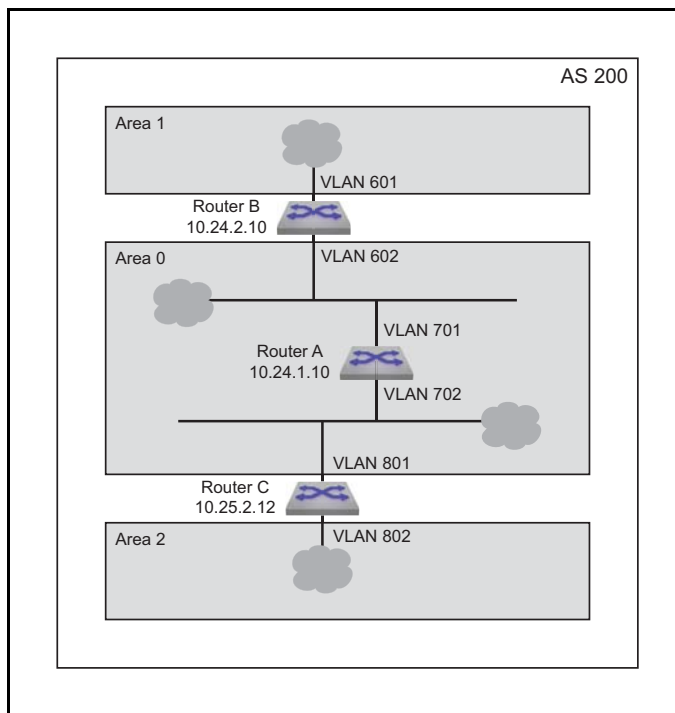 AS 200
Area 1
VLAN 601
Router B
10.24.2.10
Area 0
VLAN 602
VLAN 701
Router A
10.24.1.10
VLAN 702
VLAN 801
Router C
10.25.2.12
Area 2
VLAN 802